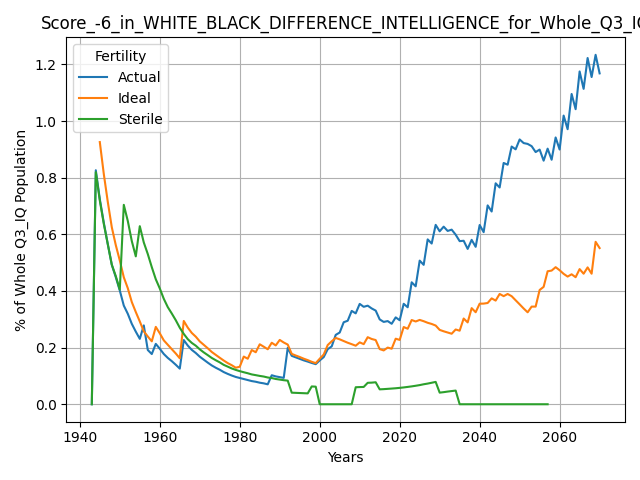 Score_-6_in_WHITE_BLACK_DIFFERENCE_INTELLIGENCE_for_Whole_Q3_IQ
Fertility
Actual
Ideal
Sterile
% of Whole Q3_IQ Population
1.2
1.0
0.8
0.6
0.4
0.2
0.0
1940 1960 1980 2000 2020 2040 2060
Years